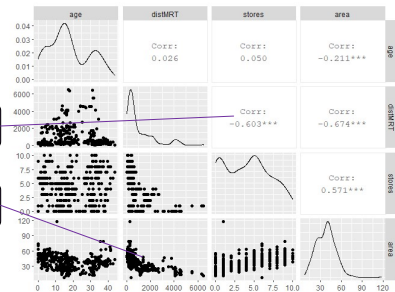 age
distMRT
stores
area
0.04
0.03
0.02
0.01
0.00
Corr:
0.026
Corr:
0.050
Corr:
-0.211***
age
6000
4000
2000
0
Corr:
-0.603***
Corr:
-0.674***
distMRT
10.0
7.5
5.0
2.5
0.0
Corr:
0.571***
stores
120
90
60
30
area
0 10 20 30 40
0 2000 4000 6000
0.0 2.5 5.0 7.5 10.0
30 60 90 120